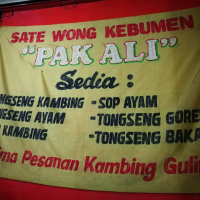 SATE WONG KEBUMEN
"PAK ALI"
Sedia :
NGSENG KAMBING - SOP AYAM
NGSENG AYAM - TONGSENG GORE
KAMBING - TONGSENG BAKA
ma Pesanan Kambing Gulin